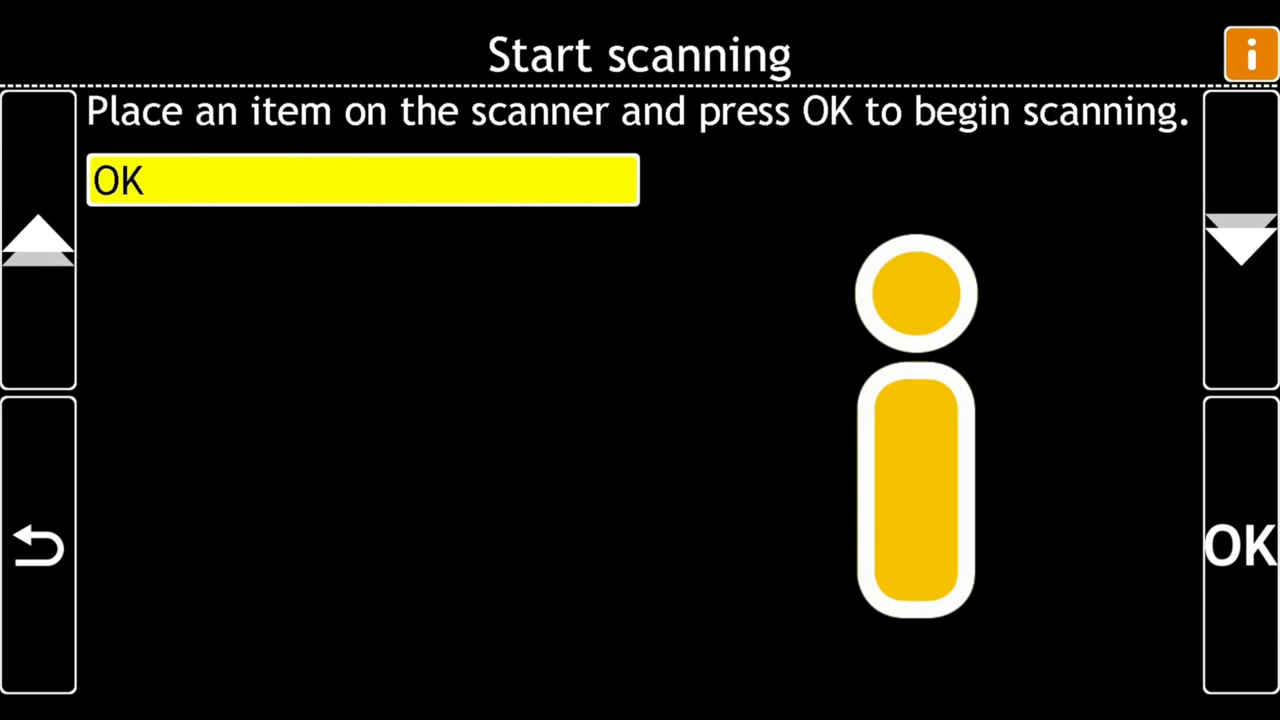 Start scanning
i
Place an item on the scanner and press OK to begin scanning.
OK
OK